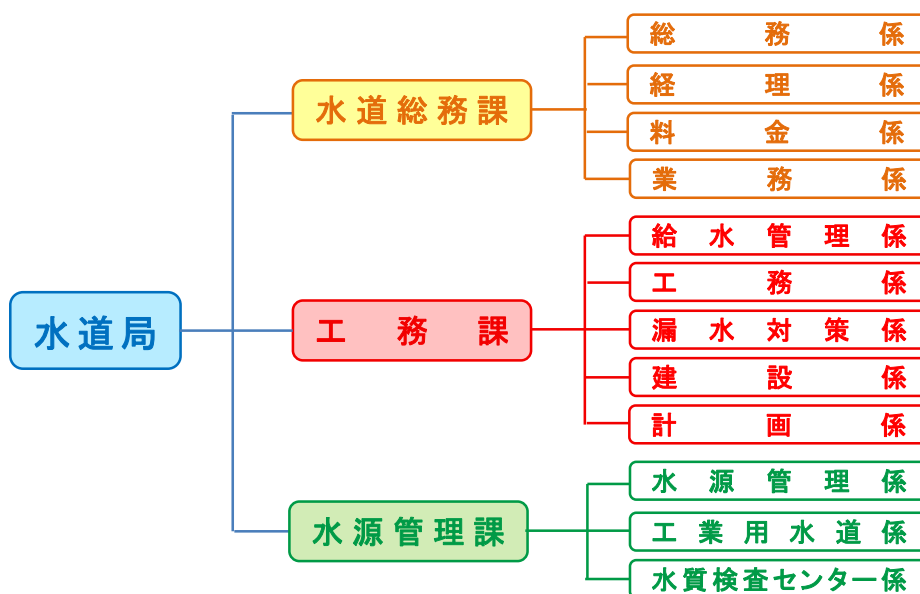 水道局
水道総務課
総務係
経理係
料金係
業務係
工務課
給水管理係
工務係
漏水対策係
建設係
計画係
水源管理課
水源管理係
工業用水道係
水質検査センター係